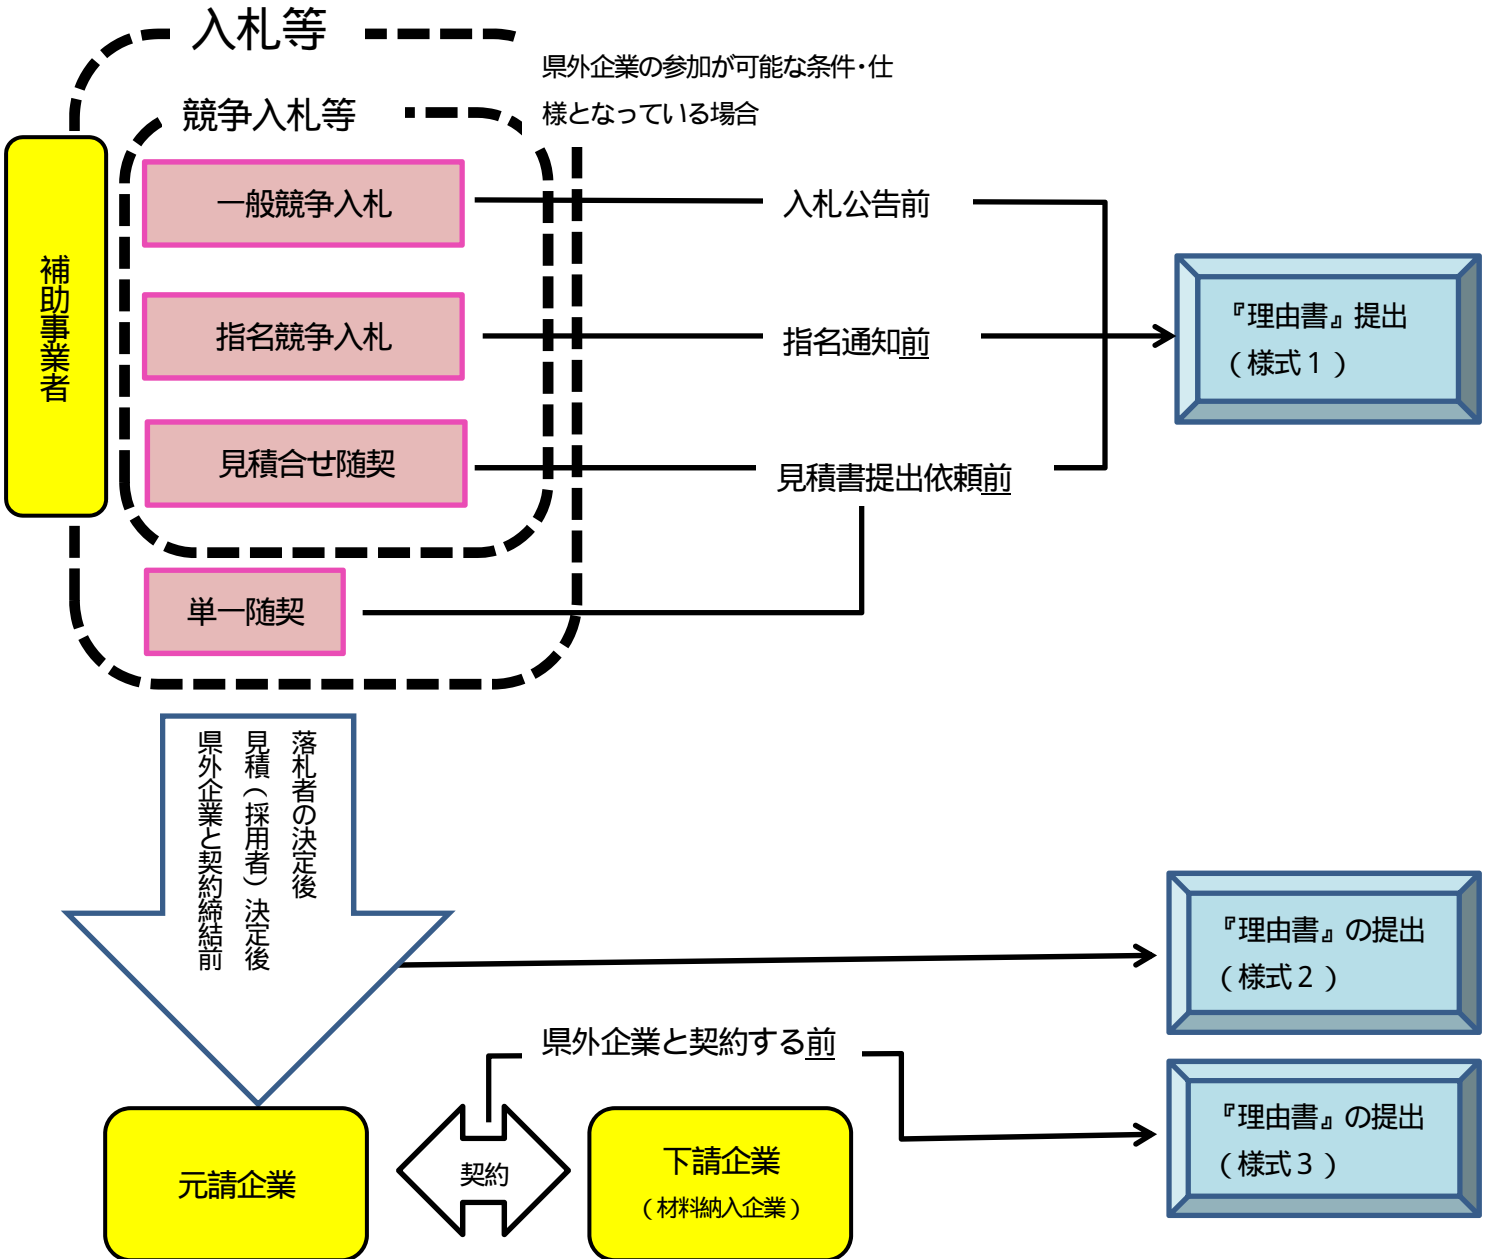 入札等
県外企業の参加が可能な条件・仕
様となっている場合
競争入札等
補助事業者
一般競争入札
入札公告前
指名競争入札
指名通知前
『理由書』提出
（様式１）
見積合せ随契
見積書提出依頼前
単一随契
落札者の決定後
見積（採用者）決定後
県外企業と契約締結前
『理由書』の提出
（様式２）
県外企業と契約する前
『理由書』の提出
（様式３）
元請企業
契約
下請企業
（材料納入企業）